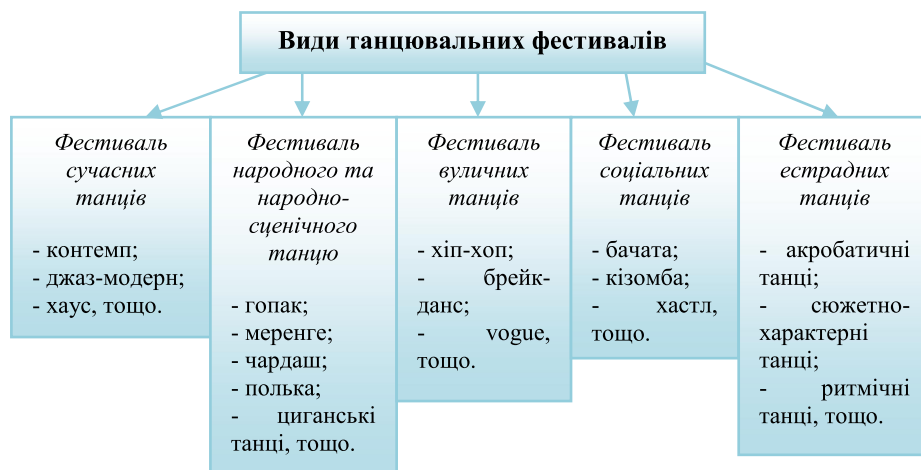 Види танцювальних фестивалів
Фестиваль
сучасних
танців
- контемп;
- джаз-модерн;
- хаус, тощо.
Фестиваль
народного та
народно-
сценічного
танцю
- гопак;
- меренге;
- чардаш;
- полька;
- циганські
танці, тощо.
Фестиваль
вуличних
танців
- хіп-хоп;
- брейк-
данс;
- vogue,
тощо.
Фестиваль
соціальних
танців
- бачата;
- кізомба;
- хастл,
тощо.
Фестиваль
естрадних
танців
- акробатичні
танці;
- сюжетно-
характерні
танці;
- ритмічні
танці, тощо.